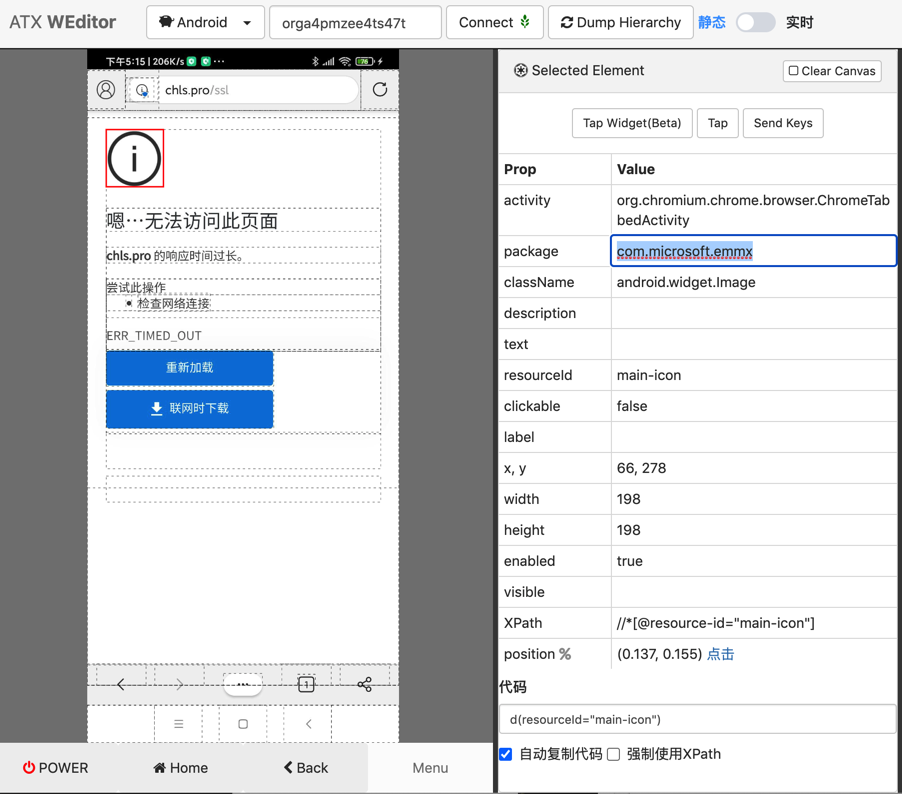 ATX WEditor
Android
orga4pmzee4ts47t
Connect
Dump Hierarchy
静态
实时
下午5:15 | 206K/s ···
76
chls.pro/ssl
嗯…无法访问此页面
chls.pro 的响应时间过长。
尝试此操作
• 检查网络连接
ERR_TIMED_OUT
重新加载
联网时下载
1
POWER
Home
Back
Menu
Selected Element
Clear Canvas
Tap Widget(Beta)
Tap
Send Keys
Prop Value
activity org.chromium.chrome.browser.ChromeTab
bedActivity
package com.microsoft.emmx
className android.widget.Image
description
text
resourceId main-icon
clickable false
label
x, y 66, 278
width 198
height 198
enabled true
visible
XPath //*[@resource-id="main-icon"]
position % (0.137, 0.155) 点击
代码
d(resourceId="main-icon")
自动复制代码 强制使用XPath